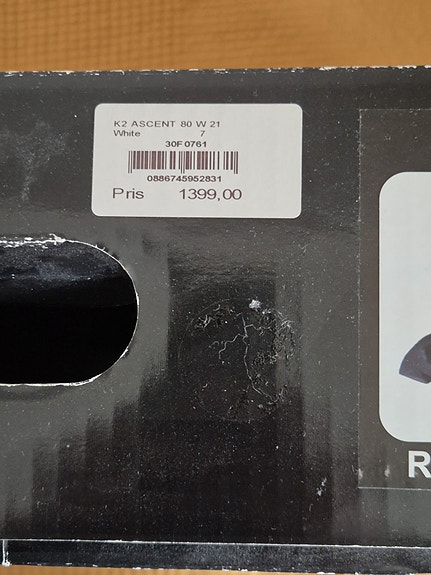 K2 ASCENT 80 W 21
White 7
30F0761
0886745952831
Pris 1399,00
R